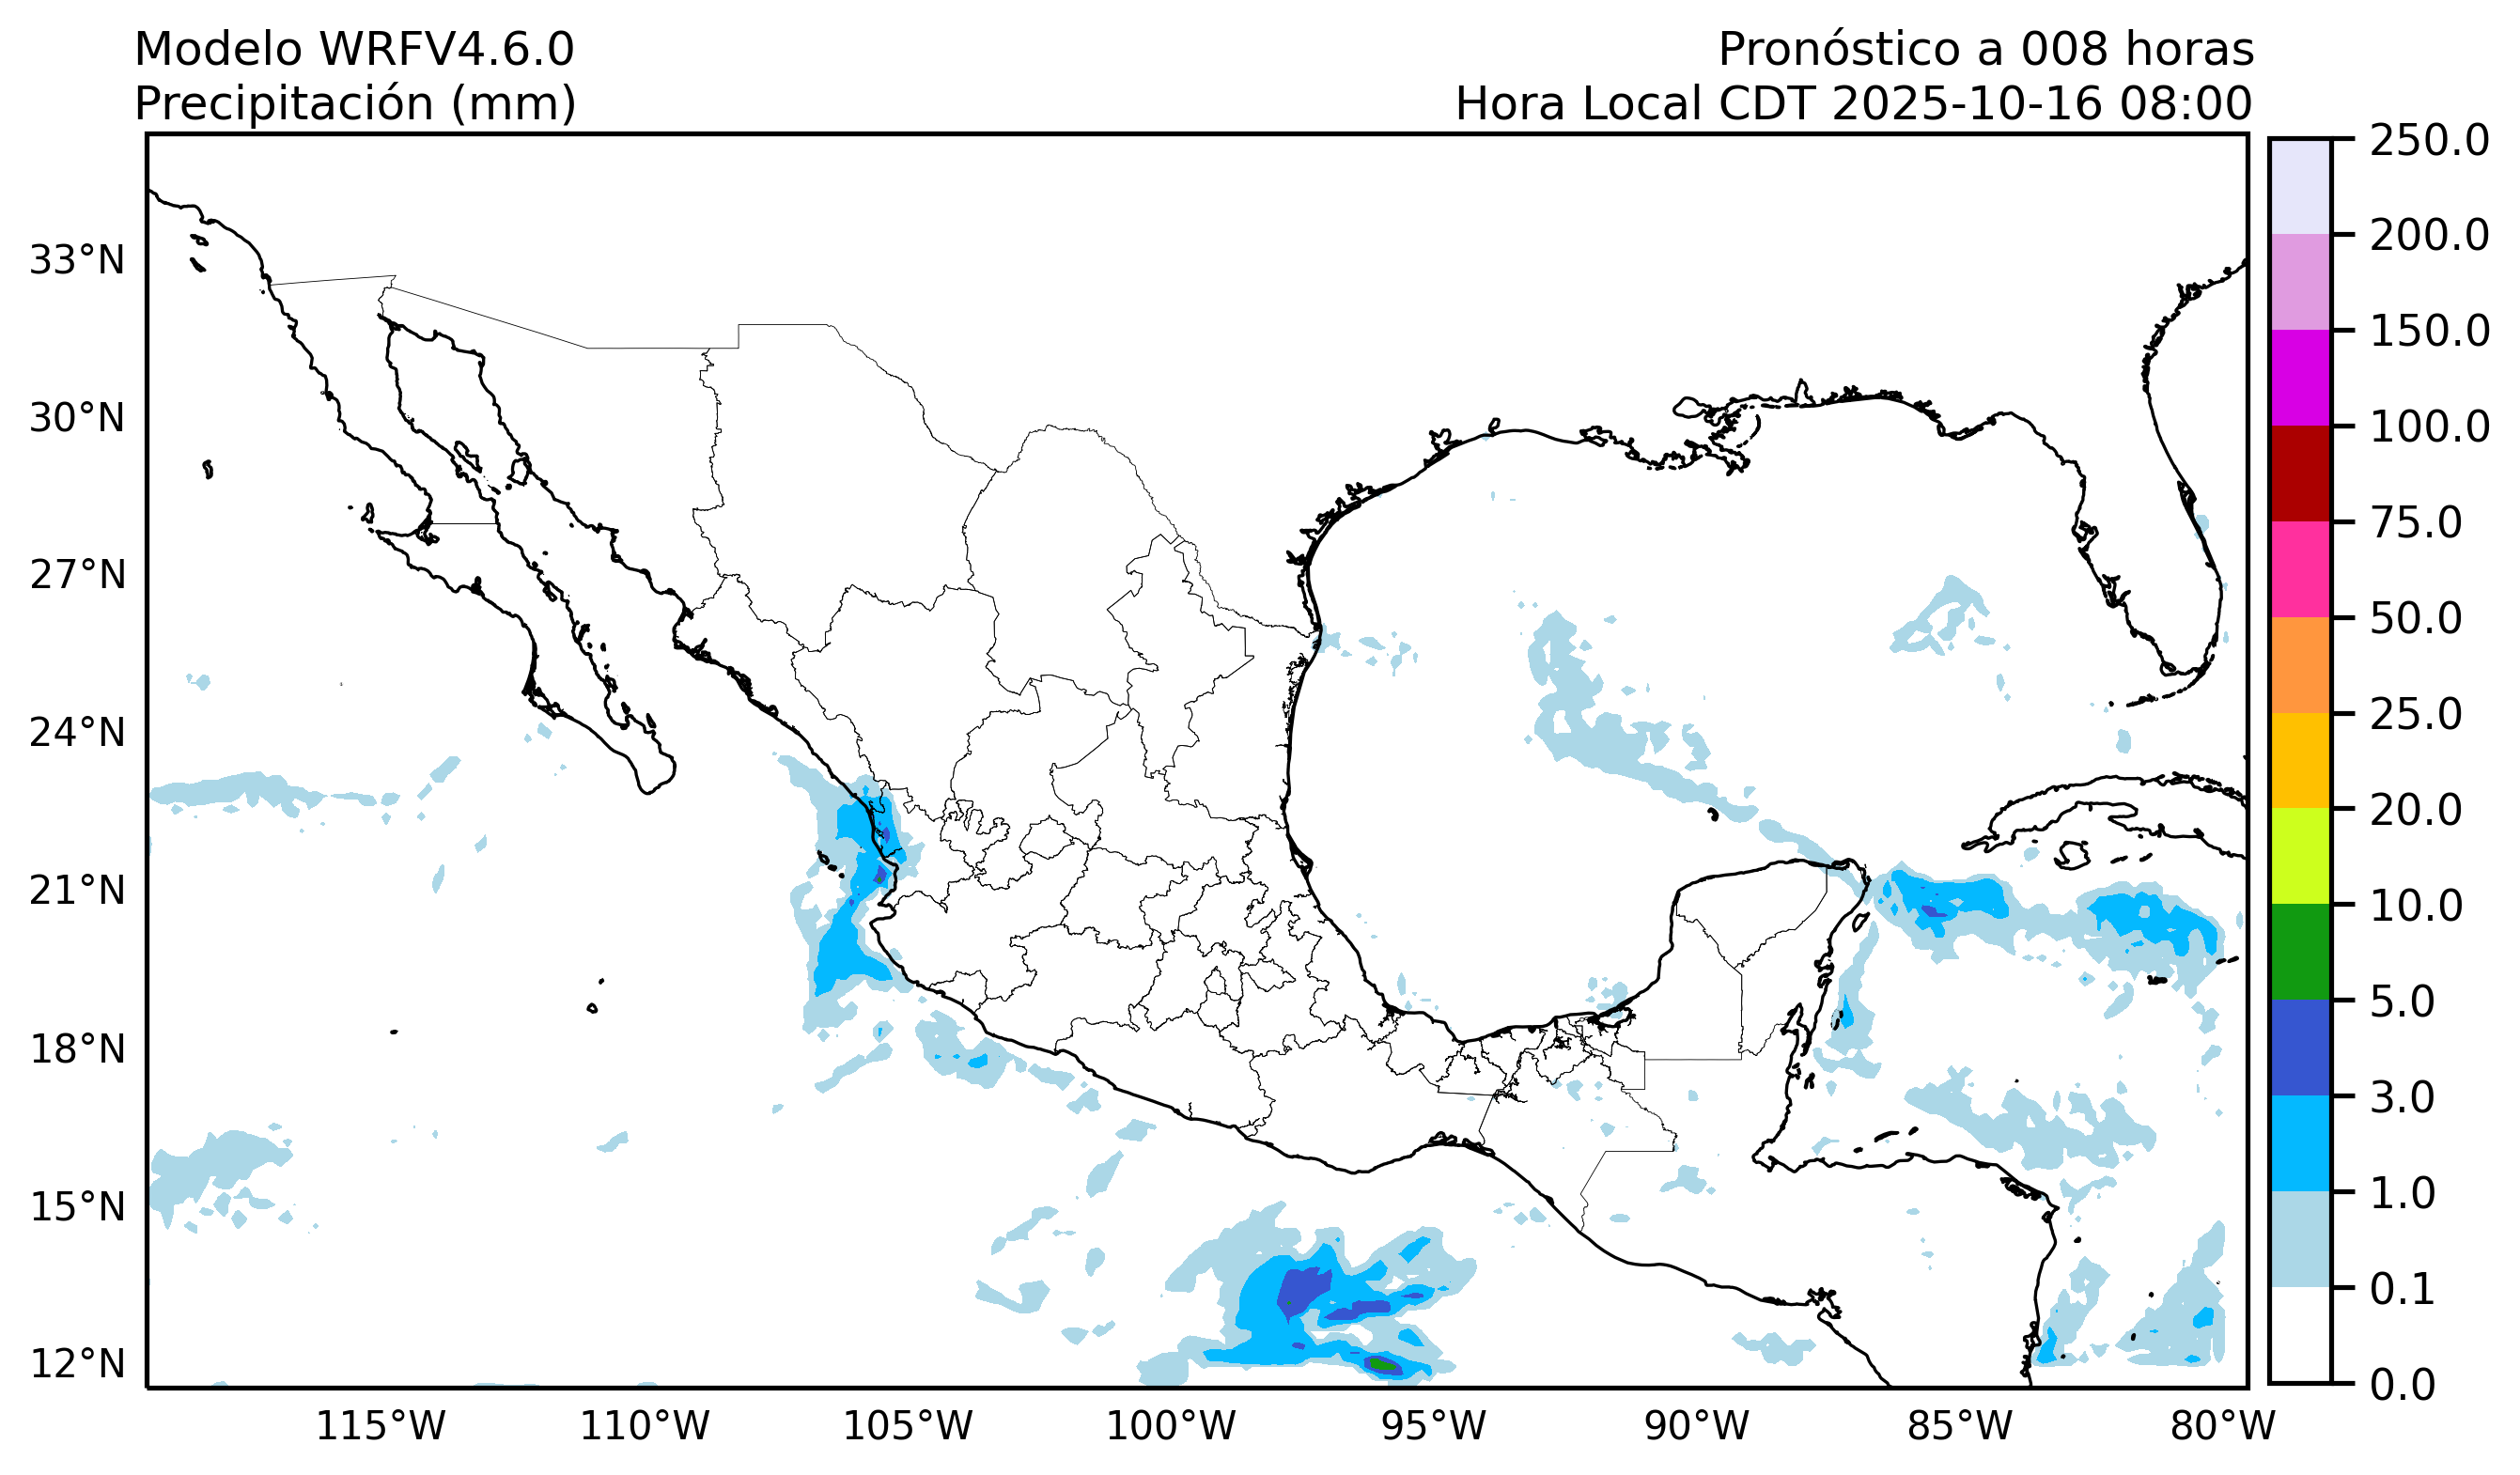 Modelo WRFV4.6.0
Precipitación (mm)
Pronóstico a 008 horas
Hora Local CDT 2025-10-16 08:00
33°N
30°N
27°N
24°N
21°N
18°N
15°N
12°N
115°W
110°W
105°W
100°W
95°W
90°W
85°W
80°W
250.0
200.0
150.0
100.0
75.0
50.0
25.0
20.0
10.0
5.0
3.0
1.0
0.1
0.0